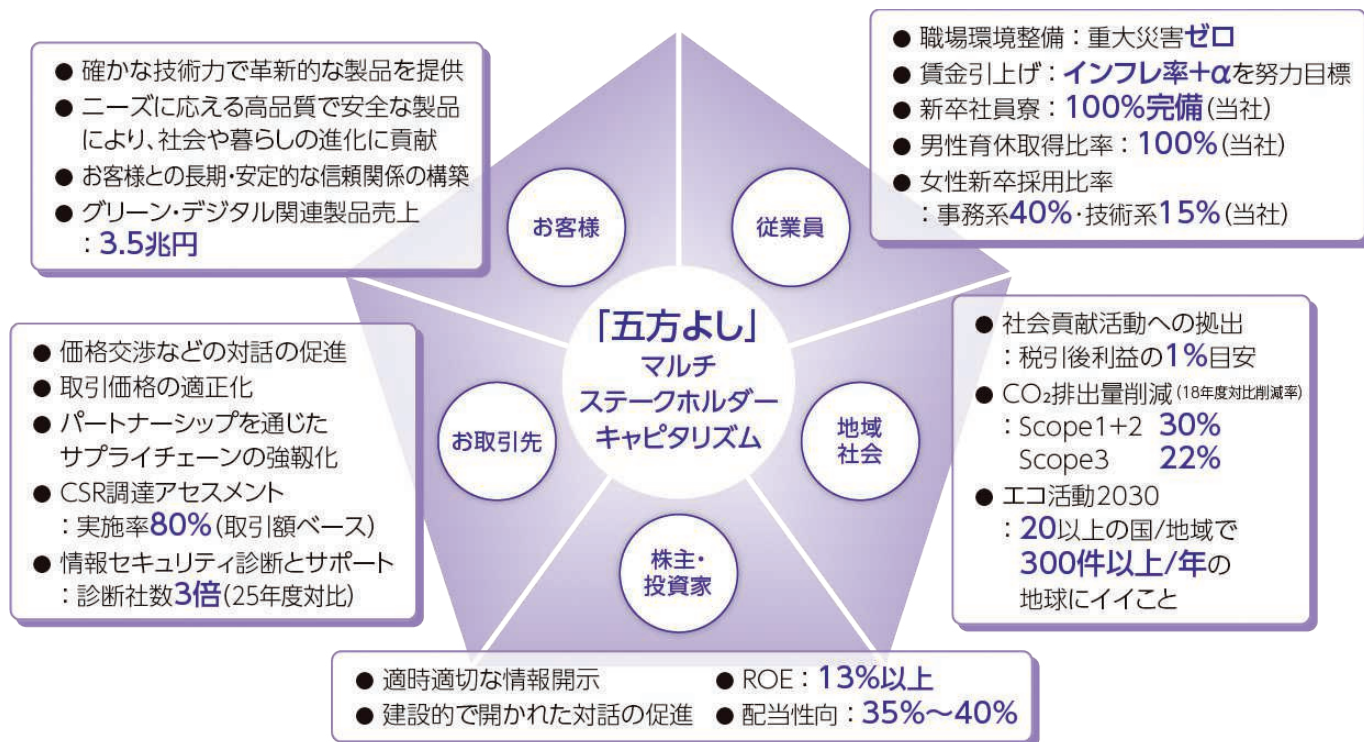 ● 確かな技術力で革新的な製品を提供
● ニーズに応える高品質で安全な製品
により、社会や暮らしの進化に貢献
● お客様との長期・安定的な信頼関係の構築
● グリーン・デジタル関連製品売上
：3.5兆円
● 職場環境整備：重大災害ゼロ
● 賃金引上げ：インフレ率+αを努力目標
● 新卒社員寮：100%完備(当社)
● 男性育休取得比率：100%(当社)
● 女性新卒採用比率
：事務系40%・技術系15%(当社)
お客様
従業員
「五方よし」
マルチ
ステークホルダー
キャピタリズム
お取引先
地域
社会
株主・
投資家
● 価格交渉などの対話の促進
● 取引価格の適正化
● パートナーシップを通じた
サプライチェーンの強靱化
● CSR調達アセスメント
：実施率80%(取引額ベース)
● 情報セキュリティ診断とサポート
：診断社数3倍(25年度対比)
● 社会貢献活動への拠出
：税引後利益の1%目安
● CO₂排出量削減(18年度対比削減率)
：Scope1+2 30%
Scope3 22%
● エコ活動2030
：20以上の国/地域で
300件以上/年の
地球にイイこと
● 適時適切な情報開示
● 建設的で開かれた対話の促進
● ROE：13%以上
● 配当性向：35%〜40%